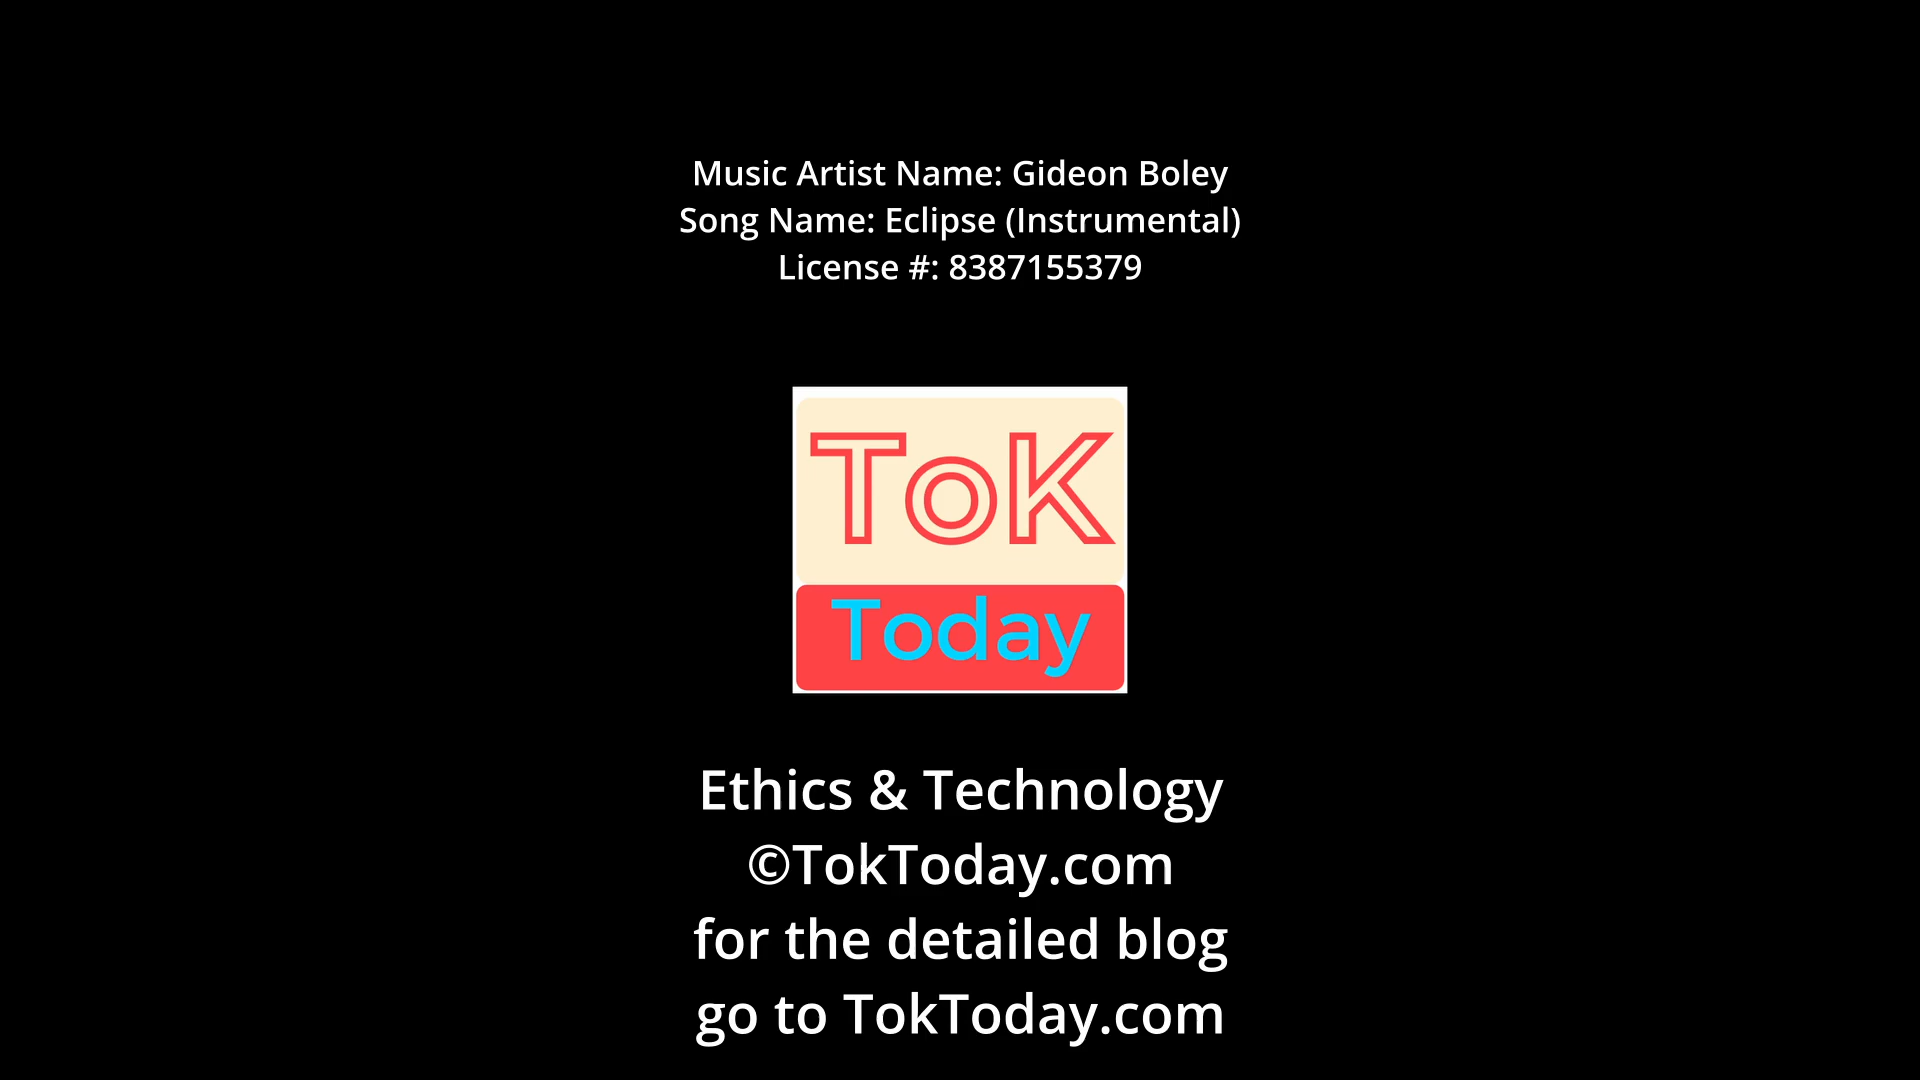 Music Artist Name: Gideon Boley
Song Name: Eclipse (Instrumental)
License #: 8387155379
ToK
Today
Ethics & Technology
©TokToday.com
for the detailed blog
go to TokToday.com